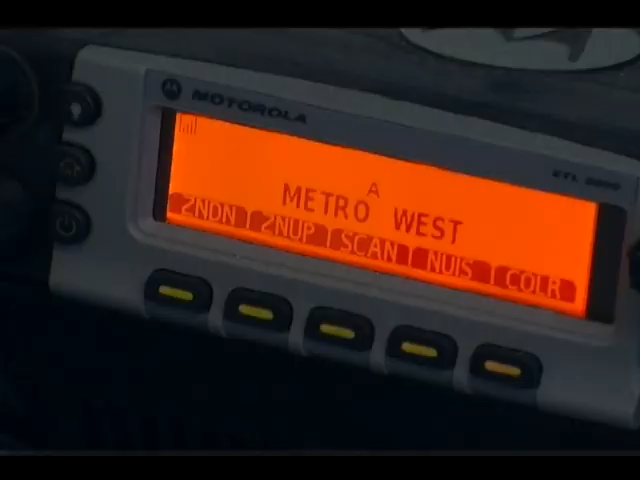 MOTOROLA
A
METRO WEST
ZNDN ZNUP SCAN NUIS COLR